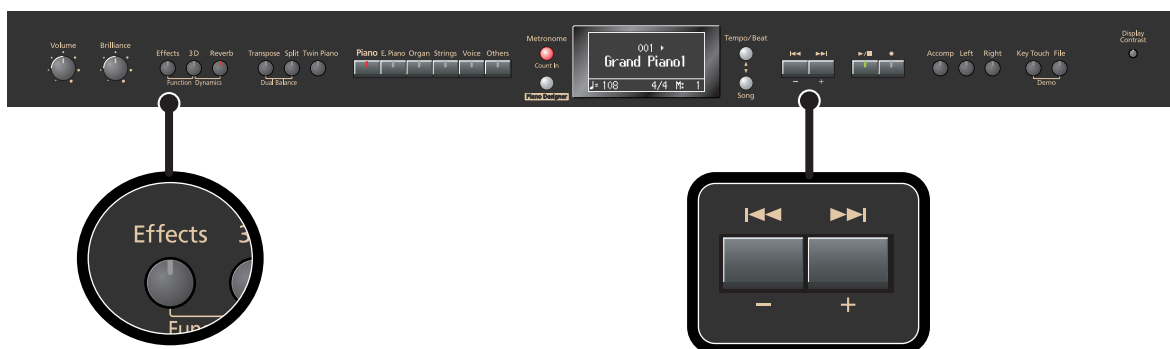 Volume
Brilliance
Effects 3D Reverb
Function Dynamics
Transpose Split Twin Piano
Dual Balance
Piano E. Piano Organ Strings Voice Others
Metronome
Count In
Piano Designer
001
Grand Piano1
♩= 108 4/4 M: 1
Tempo/Beat
Song
− +
Accomp Left Right
Key Touch File
Demo
Display
Contrast
Effects 3
Func
− +